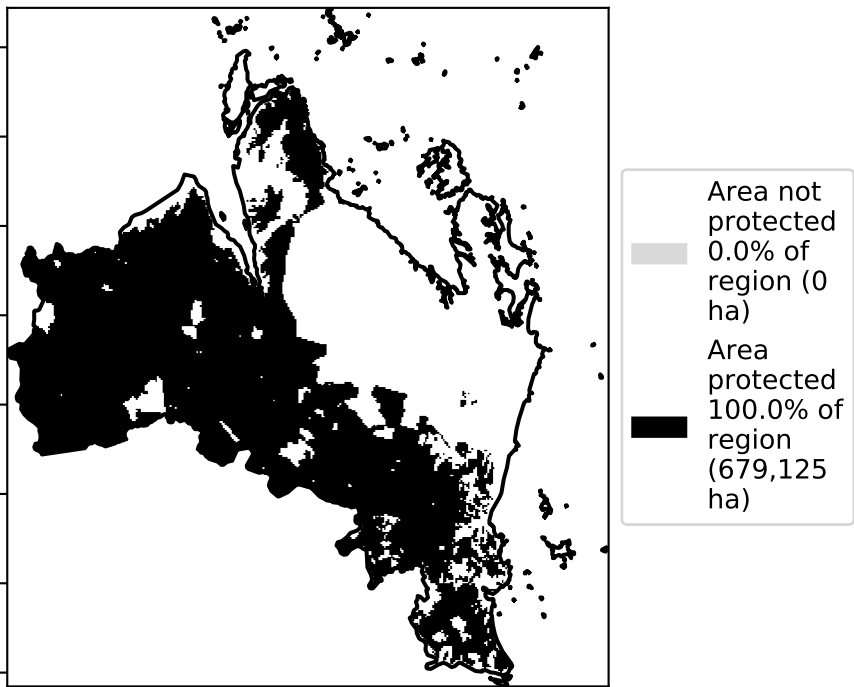 Area not
protected
0.0% of
region (0
ha)
Area
protected
100.0% of
region
(679,125
ha)